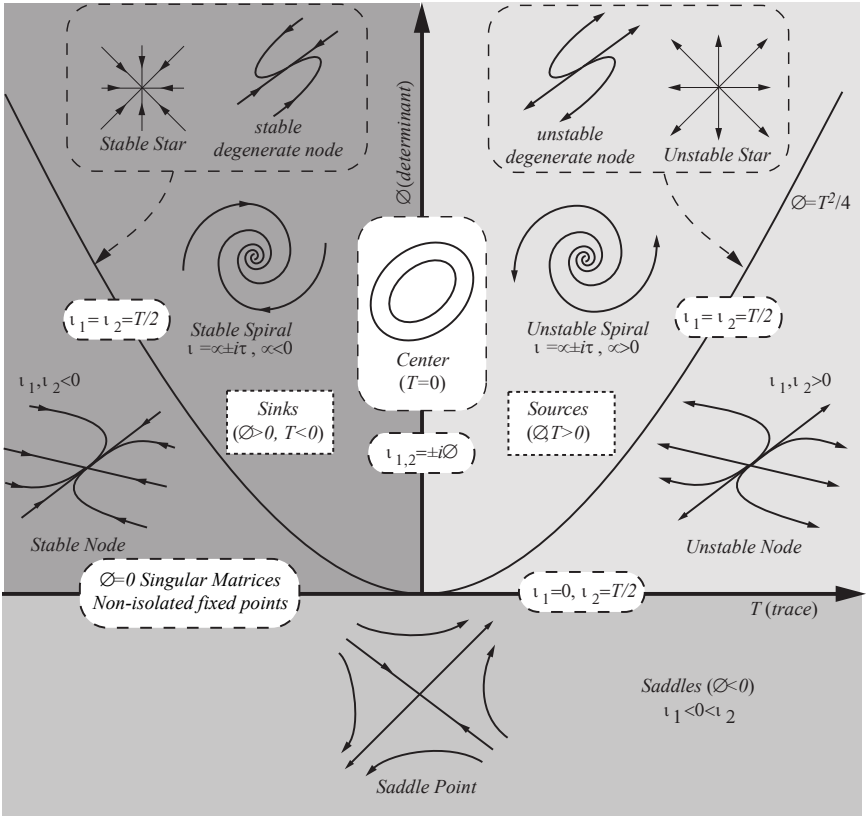 Stable Star
stable
degenerate node
Ø (determinant)
unstable
degenerate node
Unstable Star
Ø=T²/4
ι₁= ι₂=T/2
Stable Spiral
ι =∝±iτ , ∝<0
Center
(T=0)
Unstable Spiral
ι =∝±iτ , ∝>0
ι₁= ι₂=T/2
ι₁,ι₂<0
Sinks
(Ø>0, T<0)
ι₁,₂=±iØ
Sources
(Ø,T>0)
ι₁,ι₂>0
Stable Node
Unstable Node
Ø=0 Singular Matrices
Non-isolated fixed points
ι₁=0, ι₂=T/2
T (trace)
Saddles (Ø<0)
ι₁<0<ι₂
Saddle Point